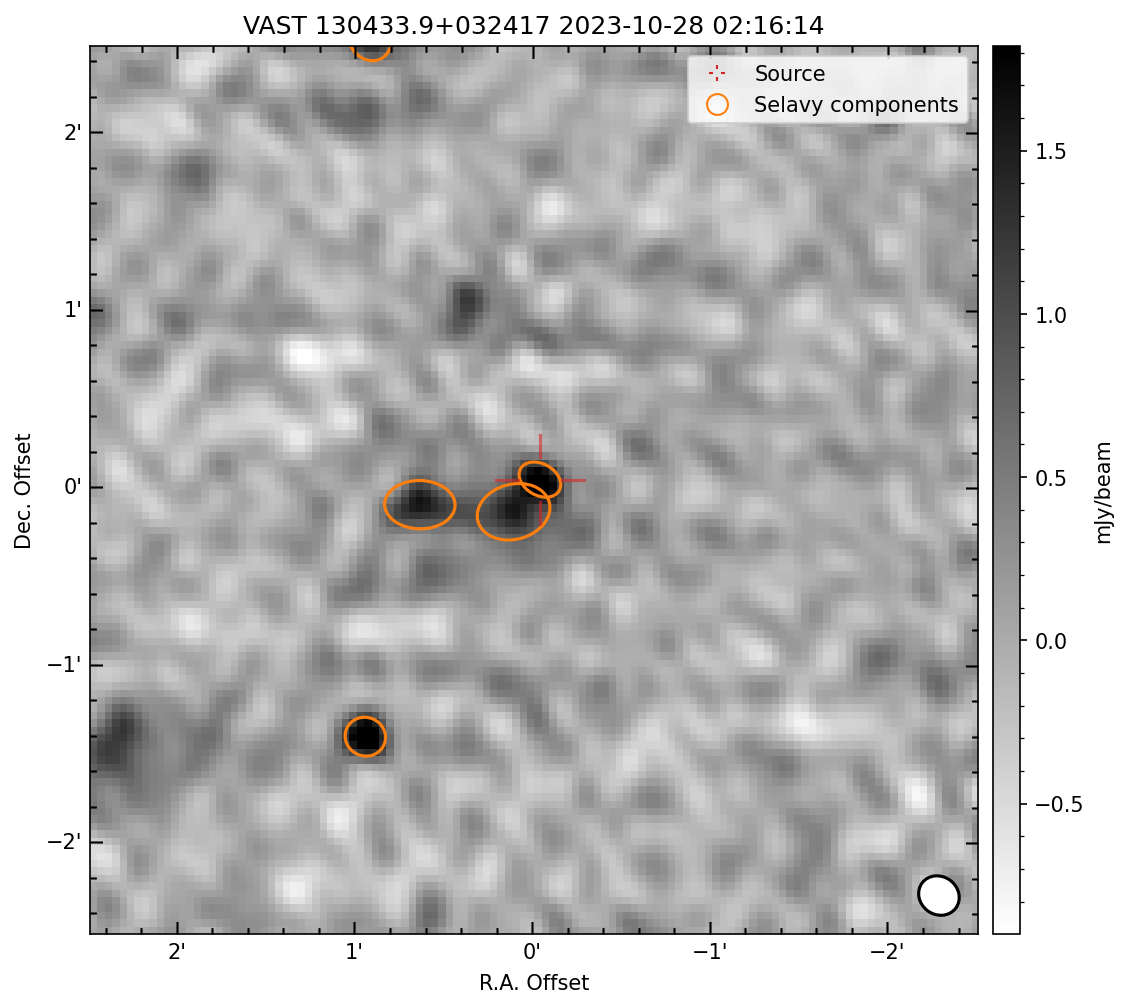 VAST 130433.9+032417 2023-10-28 02:16:14
Source
Selavy components
2'
1'
0'
−1'
−2'
Dec. Offset
2'
1'
0'
−1'
−2'
R.A. Offset
1.5
1.0
0.5
0.0
−0.5
mJy/beam